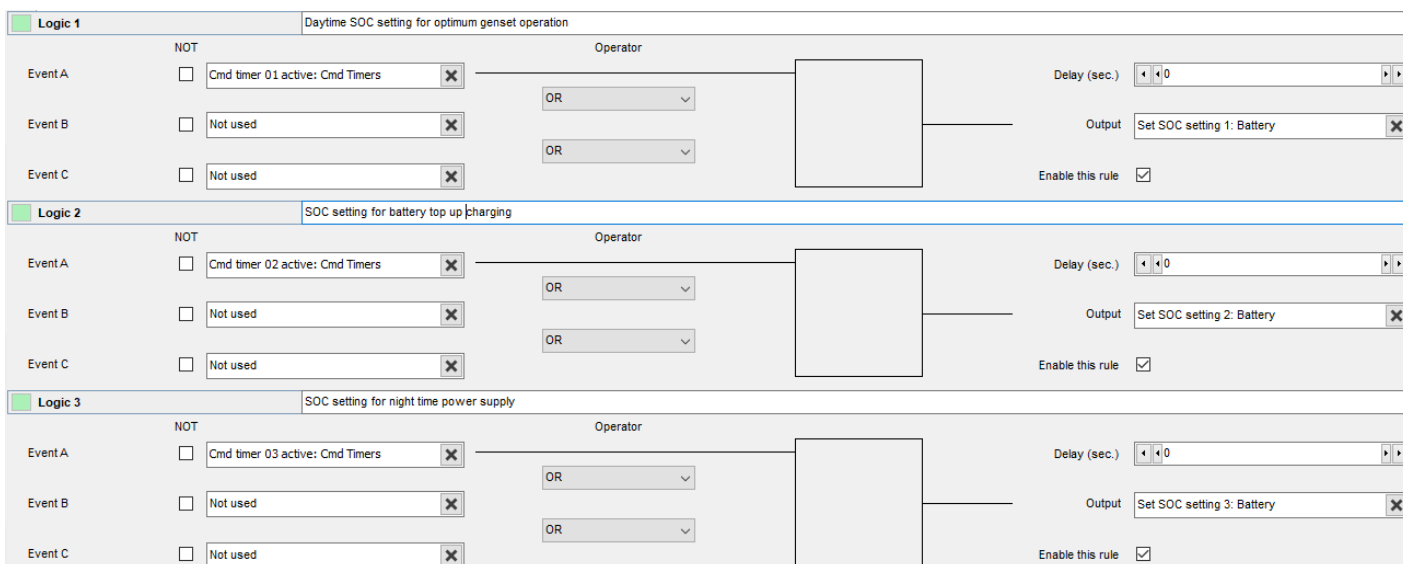 Logic 1 Daytime SOC setting for optimum genset operation
NOT Operator
Event A Cmd timer 01 active: Cmd Timers Delay (sec.) 0
OR
Event B Not used Output Set SOC setting 1: Battery
OR
Event C Not used Enable this rule
Logic 2 SOC setting for battery top up charging
NOT Operator
Event A Cmd timer 02 active: Cmd Timers Delay (sec.) 0
OR
Event B Not used Output Set SOC setting 2: Battery
OR
Event C Not used Enable this rule
Logic 3 SOC setting for night time power supply
NOT Operator
Event A Cmd timer 03 active: Cmd Timers Delay (sec.) 0
OR
Event B Not used Output Set SOC setting 3: Battery
OR
Event C Not used Enable this rule